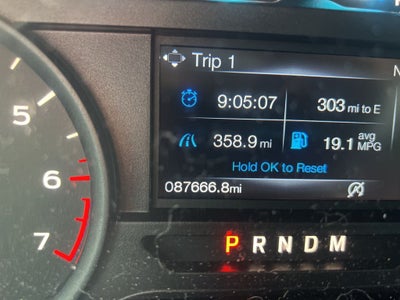 Trip 1
N
9:05:07
303 mi to E
358.9 mi
19.1 avg MPG
Hold OK to Reset
087666.8mi
5
6
7
P R N D M